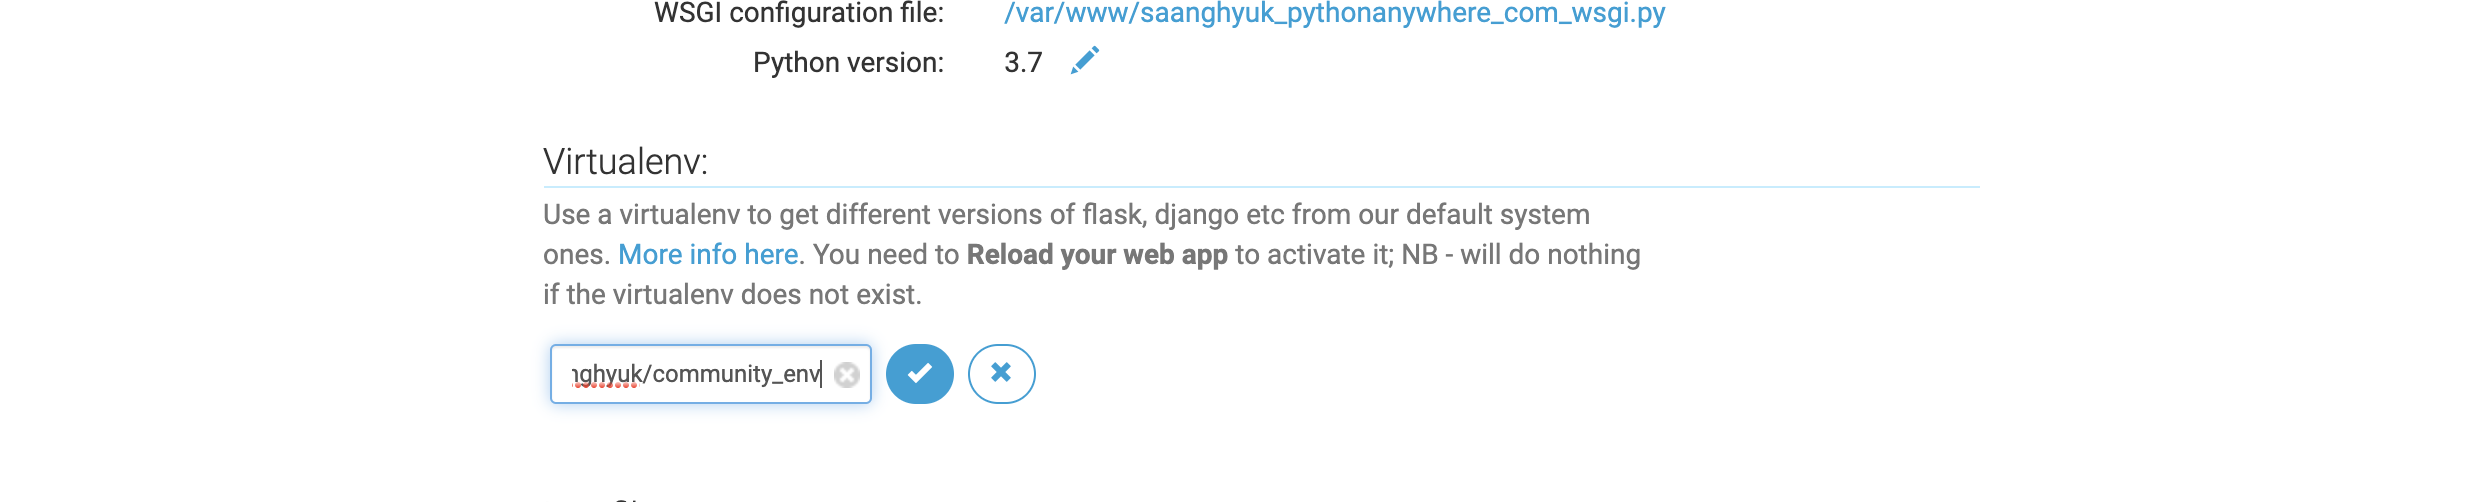 WSGI configuration file: /var/www/saanghyuk_pythonanywhere_com_wsgi.py
Python version: 3.7
Virtualenv:
Use a virtualenv to get different versions of flask, django etc from our default system
ones. More info here. You need to Reload your web app to activate it; NB - will do nothing
if the virtualenv does not exist.
nghyuk/community_env